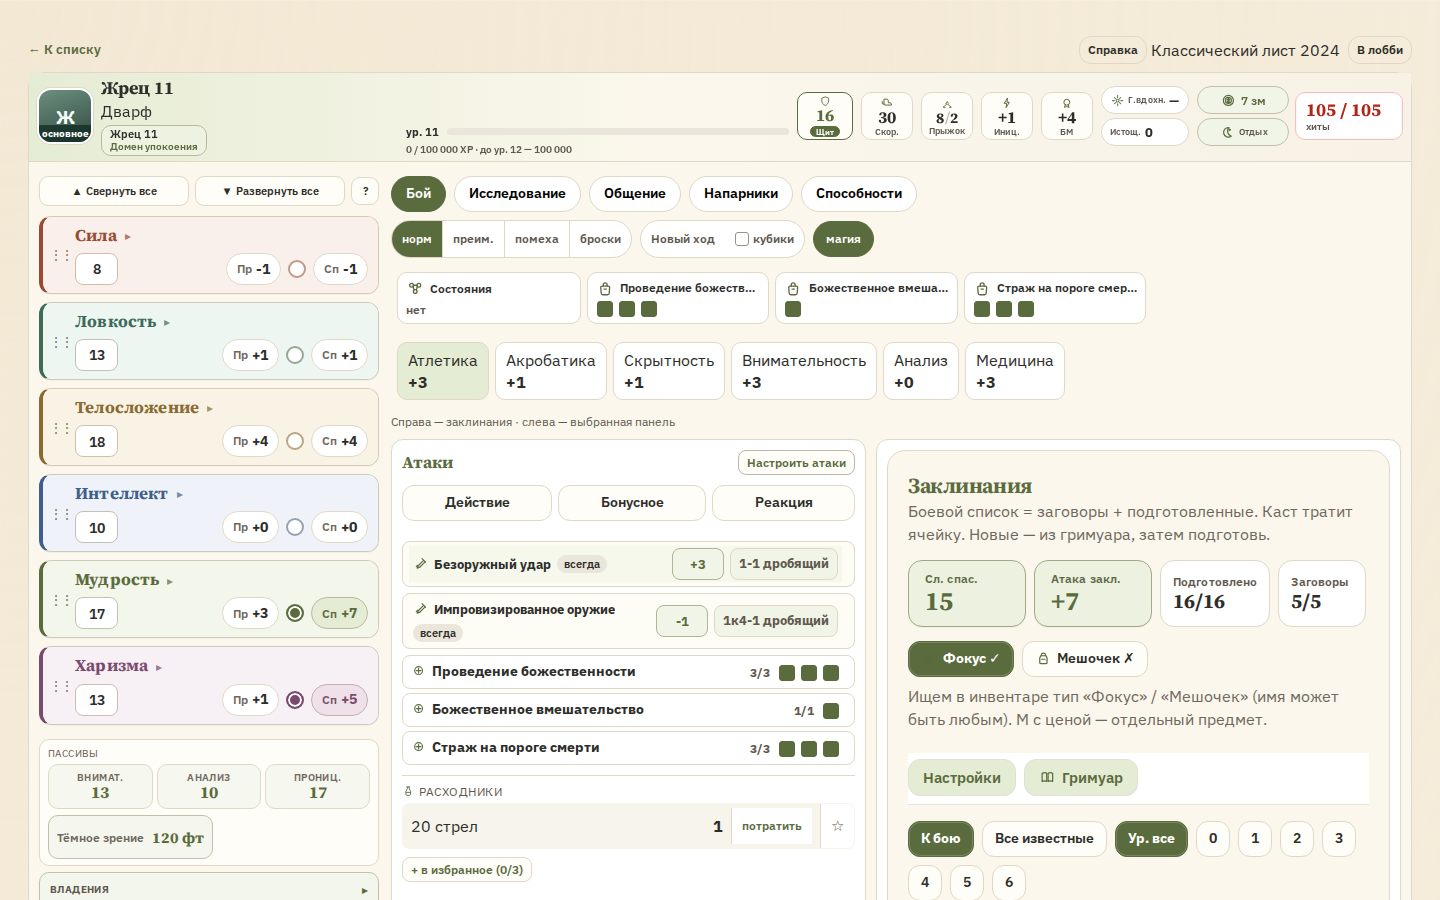 ← К списку
Справка Классический лист 2024 В лобби
Ж
основное
Жрец 11
Дварф
Жрец 11
Домен упокоения
ур. 11
0 / 100 000 XP · до ур. 12 — 100 000
16
Щит
30
Скор.
8/2
Прыжок
+1
Иниц.
+4
БМ
Г.вдохн. —
Истощ. 0
7 зм
Отдых
105 / 105
хиты
▲ Свернуть все ▼ Развернуть все ?
Сила ▸
8 Пр -1 Сп -1
Ловкость ▸
13 Пр +1 Сп +1
Телосложение ▸
18 Пр +4 Сп +4
Интеллект ▸
10 Пр +0 Сп +0
Мудрость ▸
17 Пр +3 Сп +7
Харизма ▸
13 Пр +1 Сп +5
ПАССИВЫ
ВНИМАТ. АНАЛИЗ ПРОНИЦ.
13 10 17
Тёмное зрение 120 фт
ВЛАДЕНИЯ ▸
Бой Исследование Общение Напарники Способности
норм преим. помеха броски Новый ход кубики магия
Состояния
нет
Проведение божеств...
Божественное вмеша...
Страж на пороге смер...
Атлетика Акробатика Скрытность Внимательность Анализ Медицина
+3 +1 +1 +3 +0 +3
Справа — заклинания · слева — выбранная панель
Атаки Настроить атаки
Действие Бонусное Реакция
Безоружный удар всегда +3 1-1 дробящий
Импровизированное оружие
всегда
-1 1к4-1 дробящий
⊕ Проведение божественности 3/3
⊕ Божественное вмешательство 1/1
⊕ Страж на пороге смерти 3/3
РАСХОДНИКИ
20 стрел 1 потратить ☆
+ в избранное (0/3)
Заклинания
Боевой список = заговоры + подготовленные. Каст тратит
ячейку. Новые — из гримуара, затем подготовь.
Сл. спас. Атака закл. Подготовлено Заговоры
15 +7 16/16 5/5
Фокус ✓ Мешочек ✗
Ищем в инвентаре тип «Фокус» / «Мешочек» (имя может
быть любым). М с ценой — отдельный предмет.
Настройки Гримуар
К бою Все известные Ур. все 0 1 2 3
4 5 6